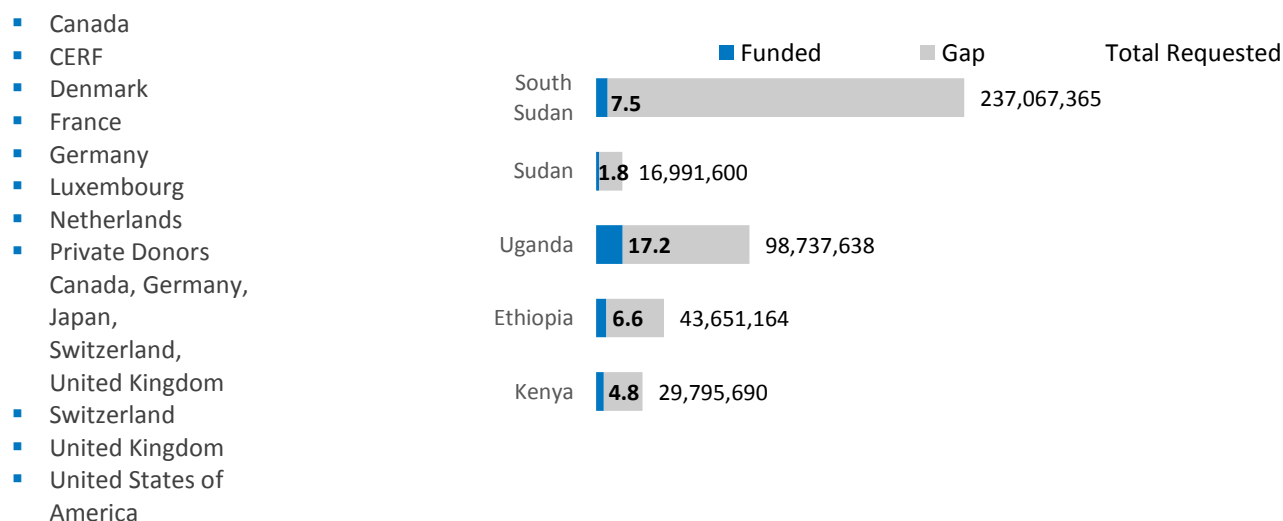 ▪ Canada
▪ CERF
▪ Denmark
▪ France
▪ Germany
▪ Luxembourg
▪ Netherlands
▪ Private Donors
Canada, Germany,
Japan,
Switzerland,
United Kingdom
▪ Switzerland
▪ United Kingdom
▪ United States of
America
Funded Gap Total Requested
South
Sudan
7.5 237,067,365
Sudan 1.8 16,991,600
Uganda 17.2 98,737,638
Ethiopia 6.6 43,651,164
Kenya 4.8 29,795,690